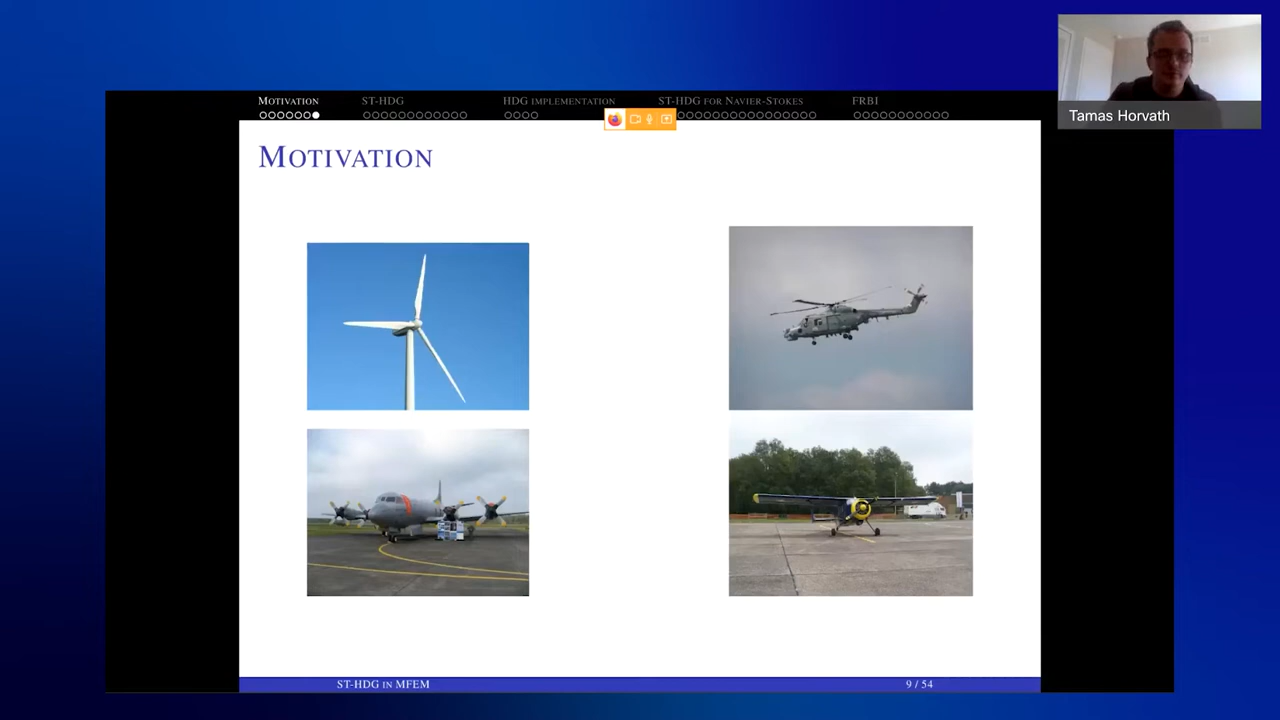 MOTIVATION
ST-HDG
HDG IMPLEMENTATION
ST-HDG FOR NAVIER-STOKES
FRBI
Tamas Horvath
MOTIVATION
ST-HDG IN MFEM
9 / 54